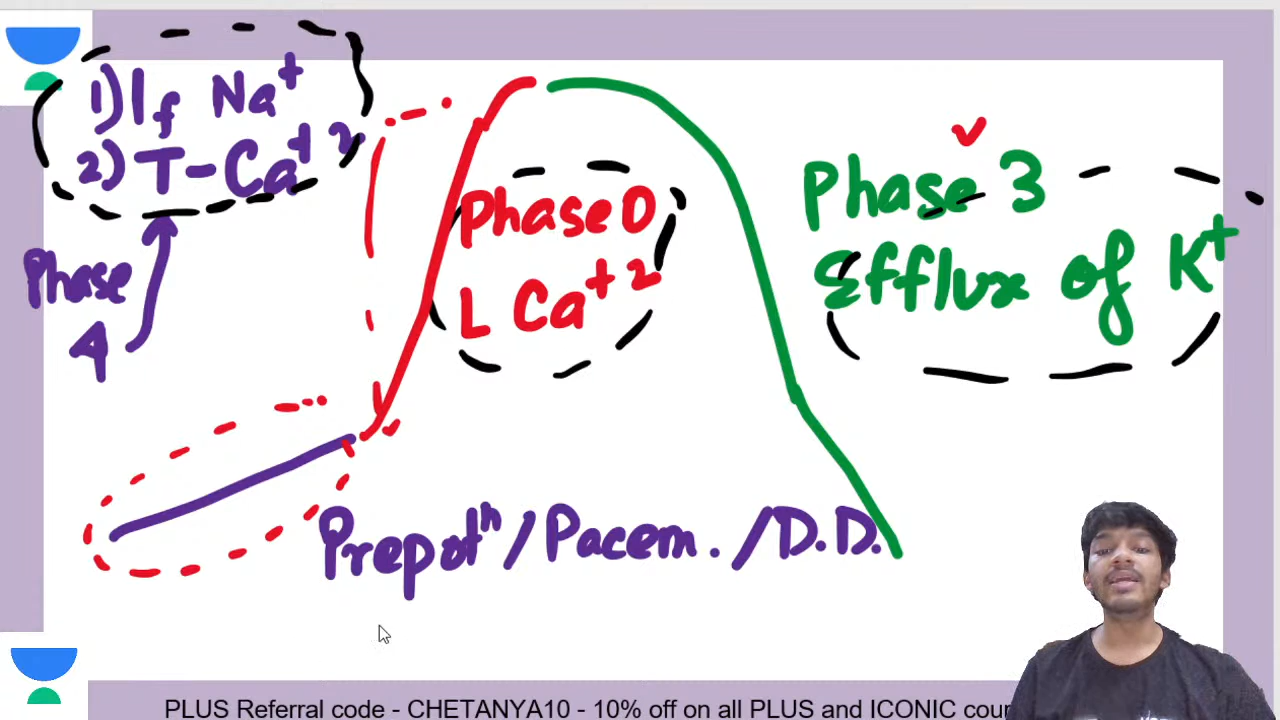 1) If Na+
2) T-Ca+2
Phase
4
Phase 0
L Ca+2
Phase 3
Efflux of K+
Prepotn/Pacem./D.D.
PLUS Referral code - CHETANYA10 - 10% off on all PLUS and ICONIC